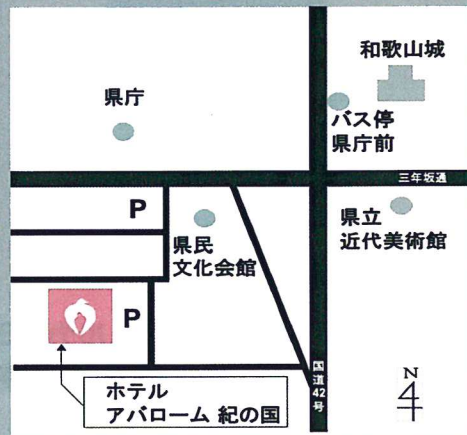 和歌山城
県庁
バス停
県庁前
三年坂通
P
県民
文化会館
県立
近代美術館
P
国道42号
N
ホテル
アバローム 紀の国